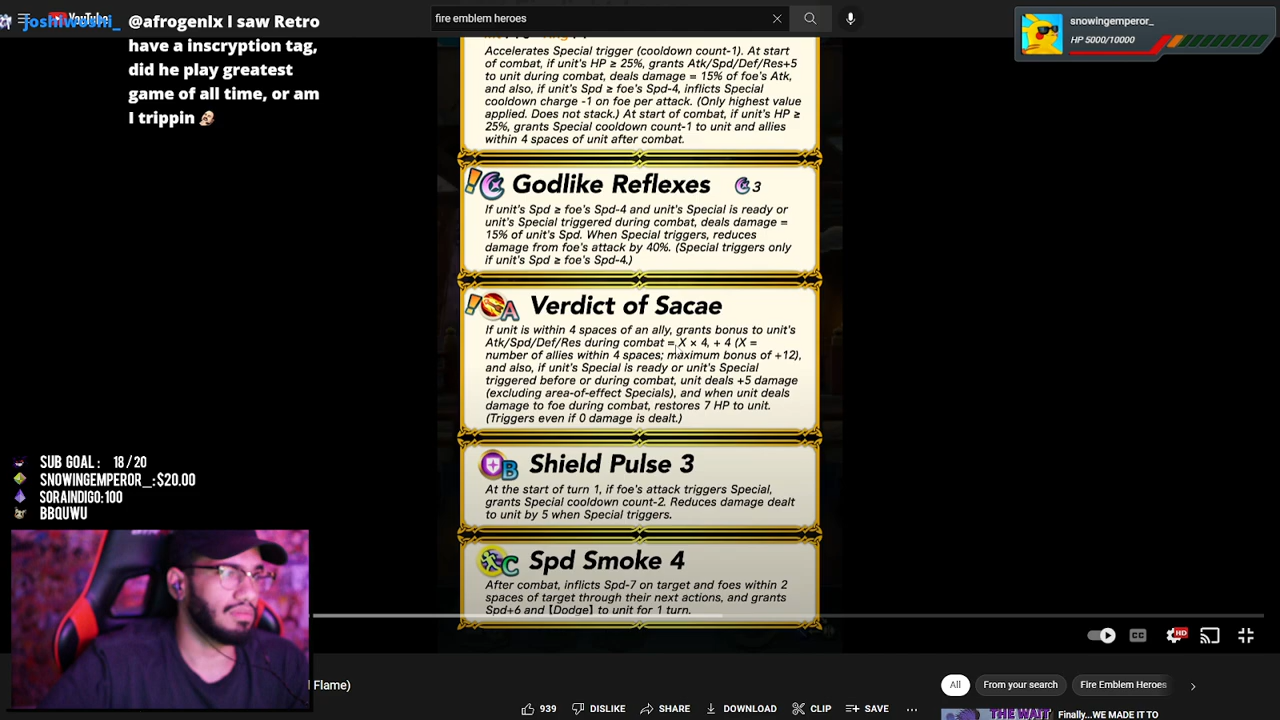 joshiwoshi_ @afrogenlx I saw Retro
have a inscryption tag,
did he play greatest
game of all time, or am
I trippin
fire emblem heroes
snowingemperor_
HP 5000/10000
Accelerates Special trigger (cooldown count-1). At start
of combat, if unit's HP ≥ 25%, grants Atk/Spd/Def/Res+5
to unit during combat, deals damage = 15% of foe's Atk,
and also, if unit's Spd ≥ foe's Spd-4, inflicts Special
cooldown charge -1 on foe per attack. (Only highest value
applied. Does not stack.) At start of combat, if unit's HP ≥
25%, grants Special cooldown count-1 to unit and allies
within 4 spaces of unit after combat.
Godlike Reflexes 3
If unit's Spd ≥ foe's Spd-4 and unit's Special is ready or
unit's Special triggered during combat, deals damage =
15% of unit's Spd. When Special triggers, reduces
damage from foe's attack by 40%. (Special triggers only
if unit's Spd ≥ foe's Spd-4.)
A Verdict of Sacae
If unit is within 4 spaces of an ally, grants bonus to unit's
Atk/Spd/Def/Res during combat = X × 4, + 4 (X =
number of allies within 4 spaces; maximum bonus of +12),
and also, if unit's Special is ready or unit's Special
triggered before or during combat, unit deals +5 damage
(excluding area-of-effect Specials), and when unit deals
damage to foe during combat, restores 7 HP to unit.
(Triggers even if 0 damage is dealt.)
B Shield Pulse 3
At the start of turn 1, if foe's attack triggers Special,
grants Special cooldown count-2. Reduces damage dealt
to unit by 5 when Special triggers.
C Spd Smoke 4
After combat, inflicts Spd-7 on target and foes within 2
spaces of target through their next actions, and grants
Spd+6 and 【Dodge】 to unit for 1 turn.
SUB GOAL : 18/20
SNOWINGEMPEROR_:$20.00
SORAINDIGO:100
BBQUWU
CC
HD
Flame)
All
From your search
Fire Emblem Heroes
939
DISLIKE
SHARE
DOWNLOAD
CLIP
SAVE
THE WAIT
Finally...WE MADE IT TO